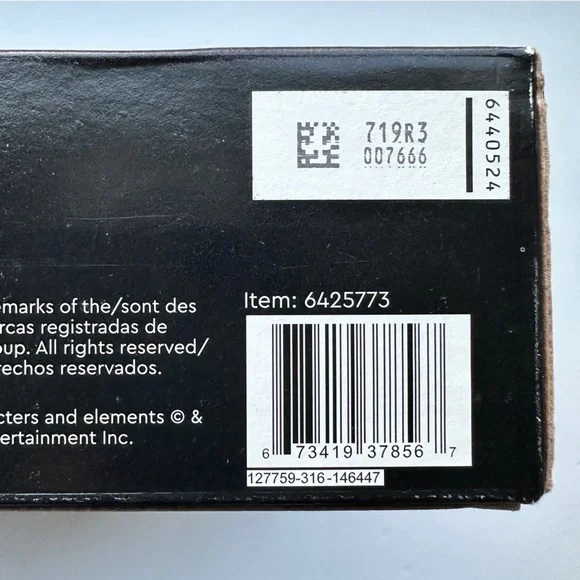 719R3
007666
6440524
emarks of the/sont des
rcas registradas de
oup. All rights reserved/
rechos reservados.
cters and elements © &
ertainment Inc.
Item: 6425773
6 73419 37856 7
127759-316-146447